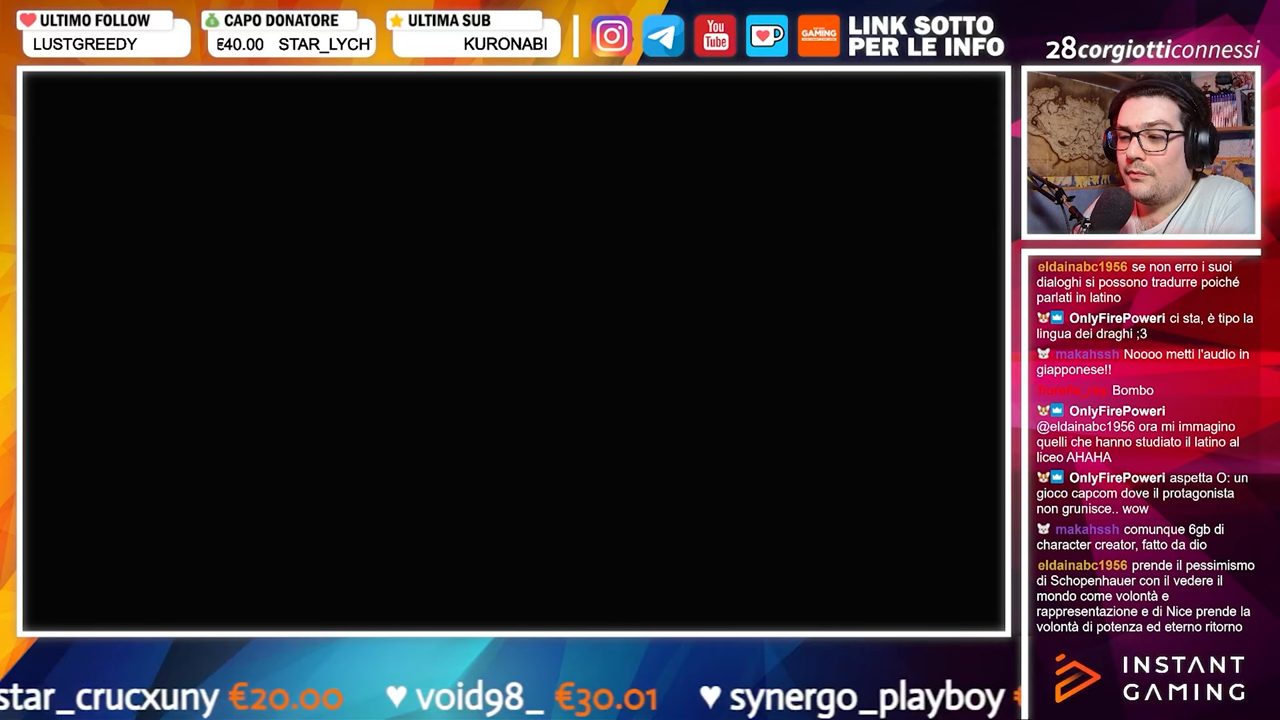 ULTIMO FOLLOW
LUSTGREEDY
CAPO DONATORE
€40.00 STAR_LYCH
ULTIMA SUB
KURONABI
You
Tube
GAMING
LINK SOTTO
PER LE INFO
28corgiotticonnessi
eldainabc1956 se non erro i suoi
dialoghi si possono tradurre poiché
parlati in latino
OnlyFirePoweri ci sta, è tipo la
lingua dei draghi ;3
makahssh Noooo metti l'audio in
giapponese!!
Bombo
OnlyFirePoweri
@eldainabc1956 ora mi immagino
quelli che hanno studiato il latino al
liceo AHAHA
OnlyFirePoweri aspetta O: un
gioco capcom dove il protagonista
non grunisce.. wow
makahssh comunque 6gb di
character creator, fatto da dio
eldainabc1956 prende il pessimismo
di Schopenhauer con il vedere il
mondo come volontà e
rappresentazione e di Nice prende la
volontà di potenza ed eterno ritorno
star_crucxuny €20.00 ♥ void98_ €30.01 ♥ synergo_playboy
INSTANT
GAMING